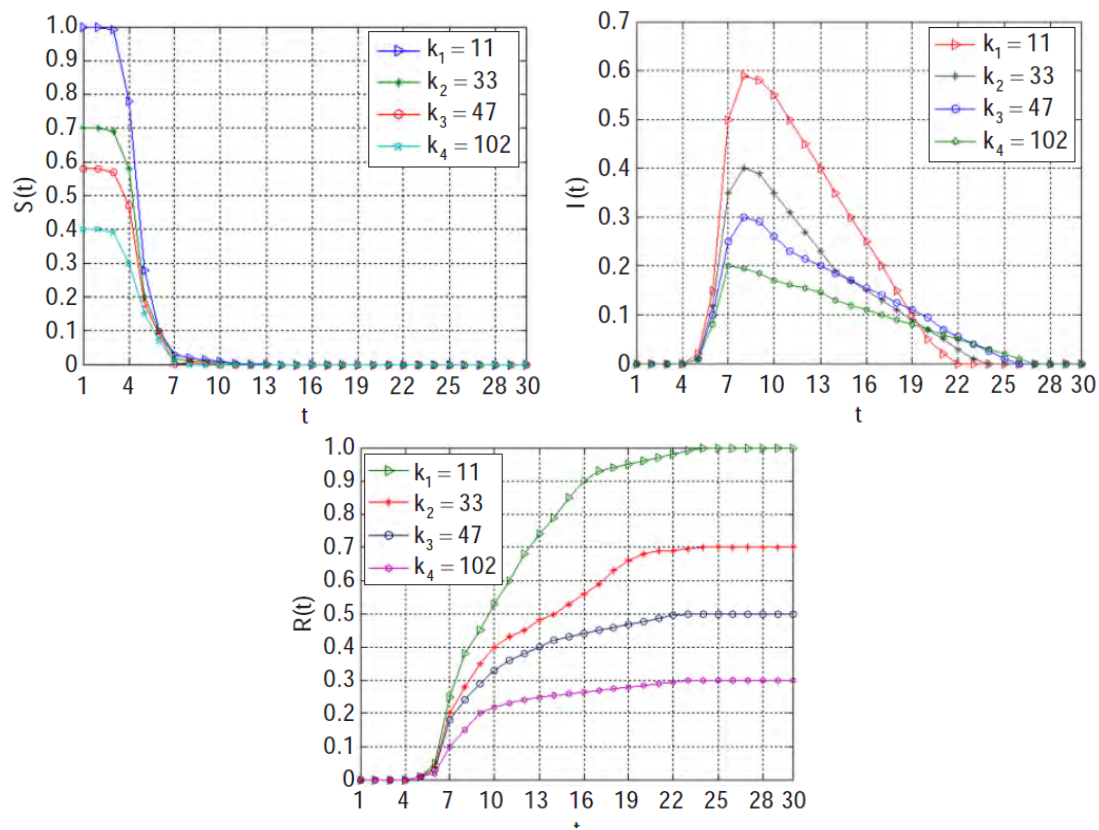 1.0
0.9
0.8
0.7
0.6
0.5
0.4
0.3
0.2
0.1
0
S(t)
k₁ = 11
k₂ = 33
k₃ = 47
k₄ = 102
1 4 7 10 13 16 19 22 25 28 30
t
0.7
0.6
0.5
0.4
0.3
0.2
0.1
0
I(t)
k₁ = 11
k₂ = 33
k₃ = 47
k₄ = 102
1 4 7 10 13 16 19 22 28 30
t
1.0
0.9
0.8
0.7
0.6
0.5
0.4
0.3
0.2
0.1
0
R(t)
k₁ = 11
k₂ = 33
k₃ = 47
k₄ = 102
1 4 7 10 13 16 19 22 25 28 30
t